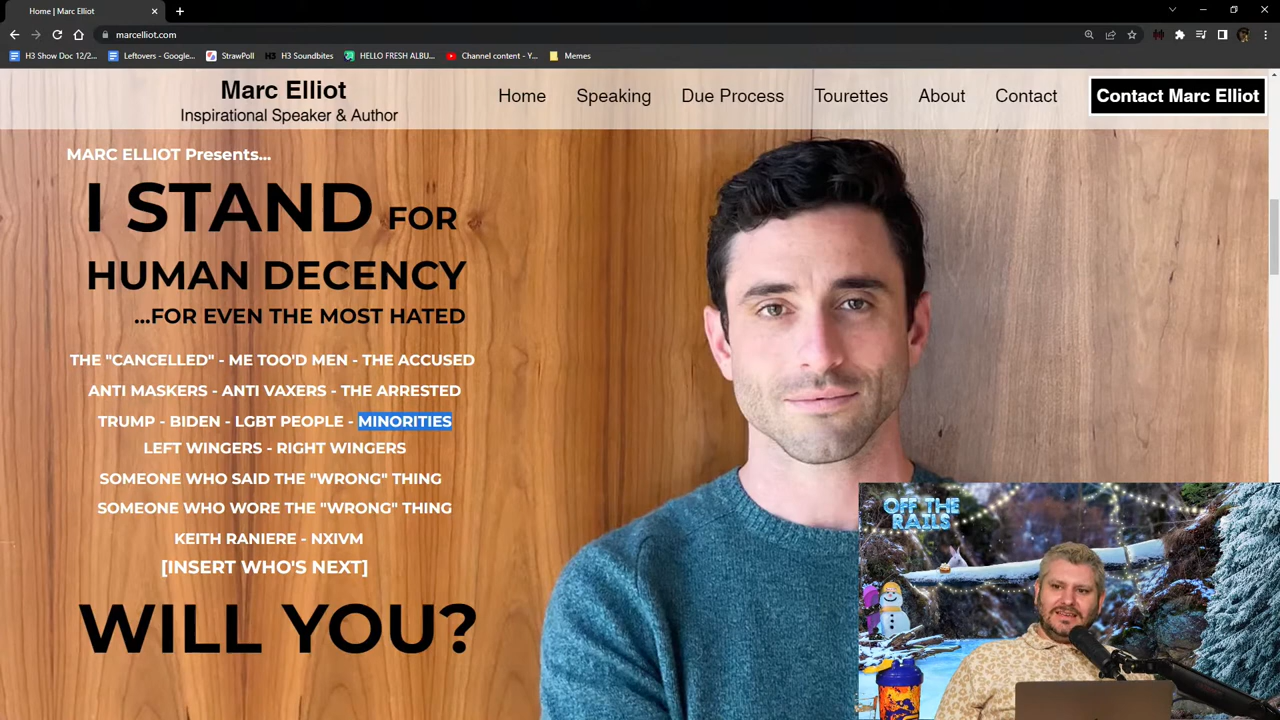 Home | Marc Elliot
marcelliot.com
H3 Show Doc 12/2...
Leftovers - Google...
StrawPoll
H3 H3 Soundbites
HELLO FRESH ALBU...
Channel content - Y...
Memes
Marc Elliot
Inspirational Speaker & Author
Home Speaking Due Process Tourettes About Contact
Contact Marc Elliot
MARC ELLIOT Presents...
I STAND FOR
HUMAN DECENCY
...FOR EVEN THE MOST HATED
THE "CANCELLED" - ME TOO'D MEN - THE ACCUSED
ANTI MASKERS - ANTI VAXERS - THE ARRESTED
TRUMP - BIDEN - LGBT PEOPLE - MINORITIES
LEFT WINGERS - RIGHT WINGERS
SOMEONE WHO SAID THE "WRONG" THING
SOMEONE WHO WORE THE "WRONG" THING
KEITH RANIERE - NXIVM
[INSERT WHO'S NEXT]
WILL YOU?
OFF THE
RAILS